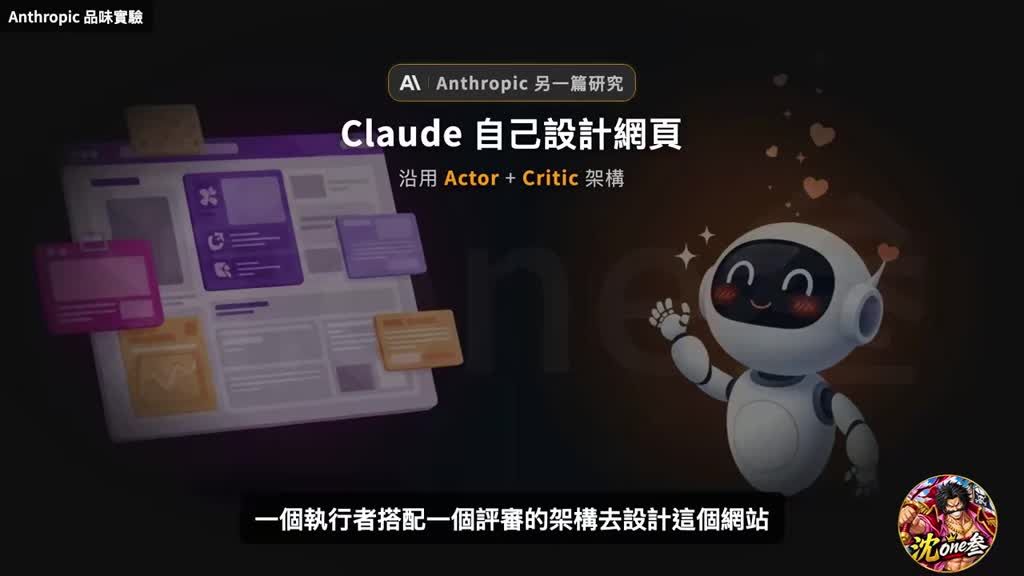 Anthropic 品味實驗
Anthropic 另一篇研究
Claude 自己設計網頁
沿用 Actor + Critic 架構
一個執行者搭配一個評審的架構去設計這個網站
沈one叁